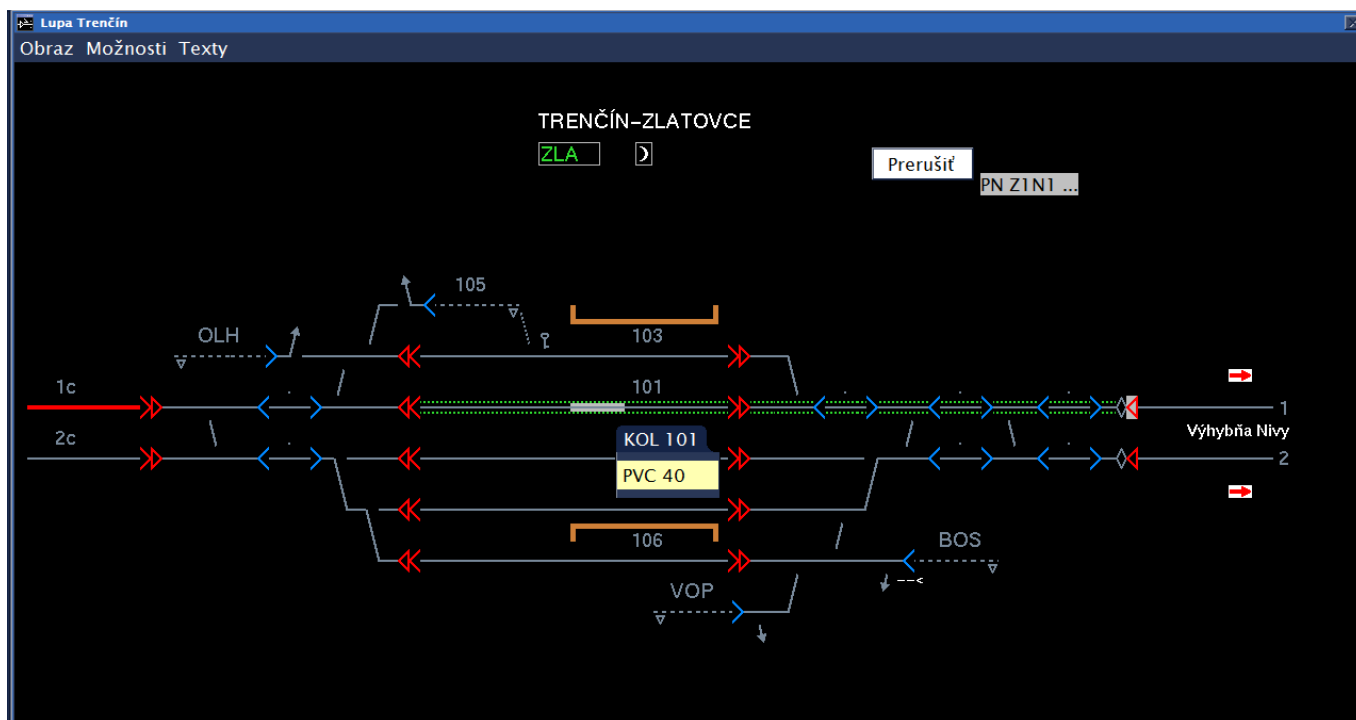 Lupa Trenčín
Obraz Možnosti Texty
TRENČÍN-ZLATOVCE
ZLA
Prerušiť
PN Z1N1 ...
105
OLH
103
1c
101
1
Výhybňa Nivy
2c
KOL 101
2
PVC 40
106
BOS
VOP